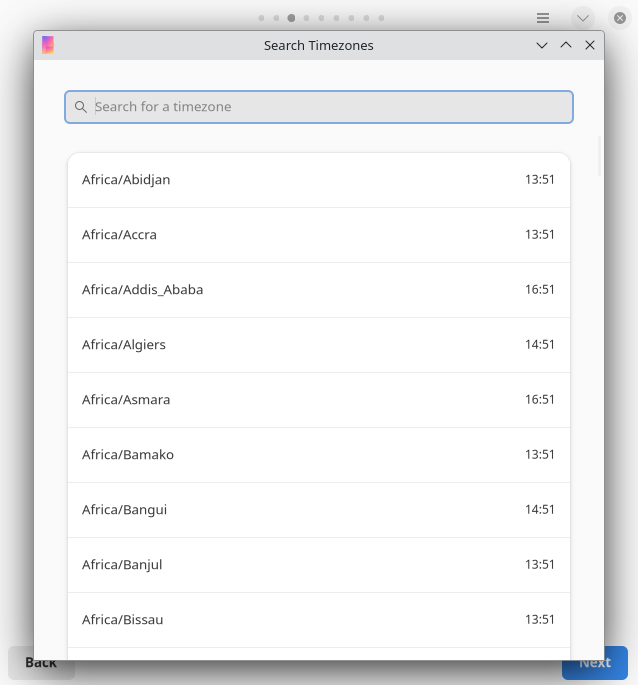 Search Timezones
Search for a timezone
Africa/Abidjan 13:51
Africa/Accra 13:51
Africa/Addis_Ababa 16:51
Africa/Algiers 14:51
Africa/Asmara 16:51
Africa/Bamako 13:51
Africa/Bangui 14:51
Africa/Banjul 13:51
Africa/Bissau 13:51
Back Next